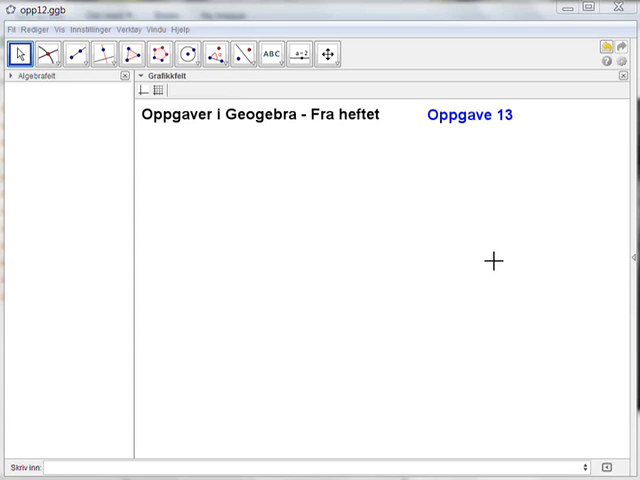 opp12.ggb
Fil Rediger Vis Innstillinger Verktøy Vindu Hjelp
ABC
a=2
Algebrafelt
Grafikkfelt
Oppgaver i Geogebra - Fra heftet Oppgave 13
Skriv inn: